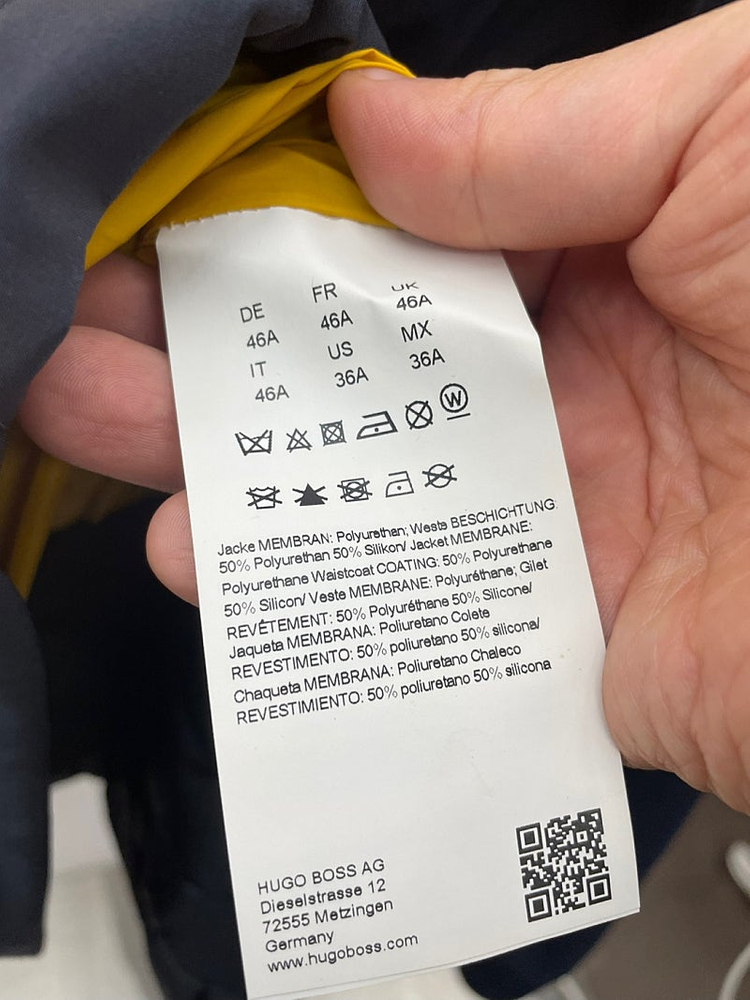 DE FR UK
46A 46A 46A
IT US MX
46A 36A 36A
W
Jacke MEMBRAN: Polyurethan; Weste BESCHICHTUNG:
50% Polyurethan 50% Silikon/ Jacket MEMBRANE:
Polyurethane Waistcoat COATING: 50% Polyurethane
50% Silicon/ Veste MEMBRANE: Polyuréthane; Gilet
REVÊTEMENT: 50% Polyuréthane 50% Silicone/
Jaqueta MEMBRANA: Poliuretano Colete
REVESTIMENTO: 50% poliuretano 50% silicona/
Chaqueta MEMBRANA: Poliuretano Chaleco
REVESTIMIENTO: 50% poliuretano 50% silicona
HUGO BOSS AG
Dieselstrasse 12
72555 Metzingen
Germany
www.hugoboss.com